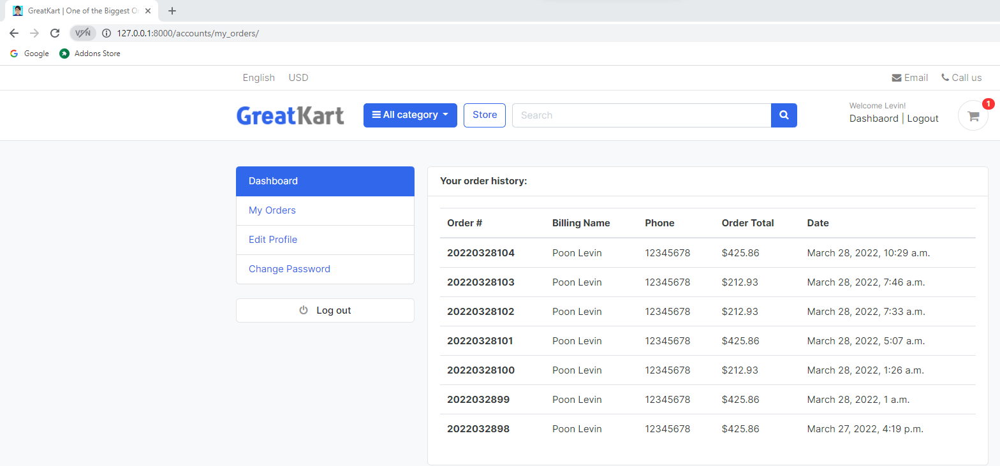 GreatKart | One of the Biggest O
VPN
127.0.0.1:8000/accounts/my_orders/
Google Addons Store
English USD Email Call us
GreatKart All category Store Search Welcome Levin! 1
Dashbaord | Logout
Dashboard
My Orders
Edit Profile
Change Password
Log out
Your order history:
Order # Billing Name Phone Order Total Date
20220328104 Poon Levin 12345678 $425.86 March 28, 2022, 10:29 a.m.
20220328103 Poon Levin 12345678 $212.93 March 28, 2022, 7:46 a.m.
20220328102 Poon Levin 12345678 $212.93 March 28, 2022, 7:33 a.m.
20220328101 Poon Levin 12345678 $425.86 March 28, 2022, 5:07 a.m.
20220328100 Poon Levin 12345678 $212.93 March 28, 2022, 1:26 a.m.
2022032899 Poon Levin 12345678 $425.86 March 28, 2022, 1 a.m.
2022032898 Poon Levin 12345678 $425.86 March 27, 2022, 4:19 p.m.